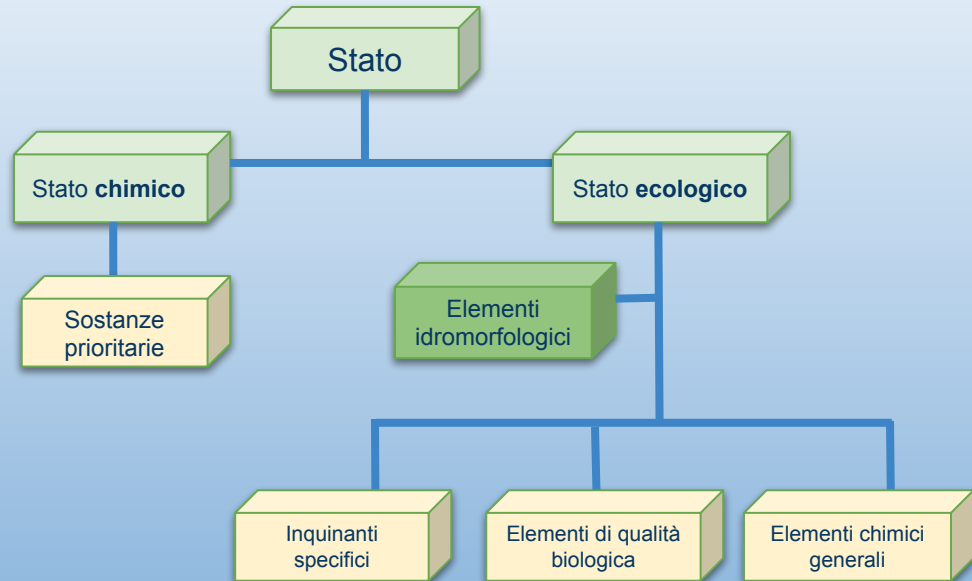 Stato
Stato chimico
Stato ecologico
Sostanze
prioritarie
Elementi
idromorfologici
Inquinanti
specifici
Elementi di qualità
biologica
Elementi chimici
generali